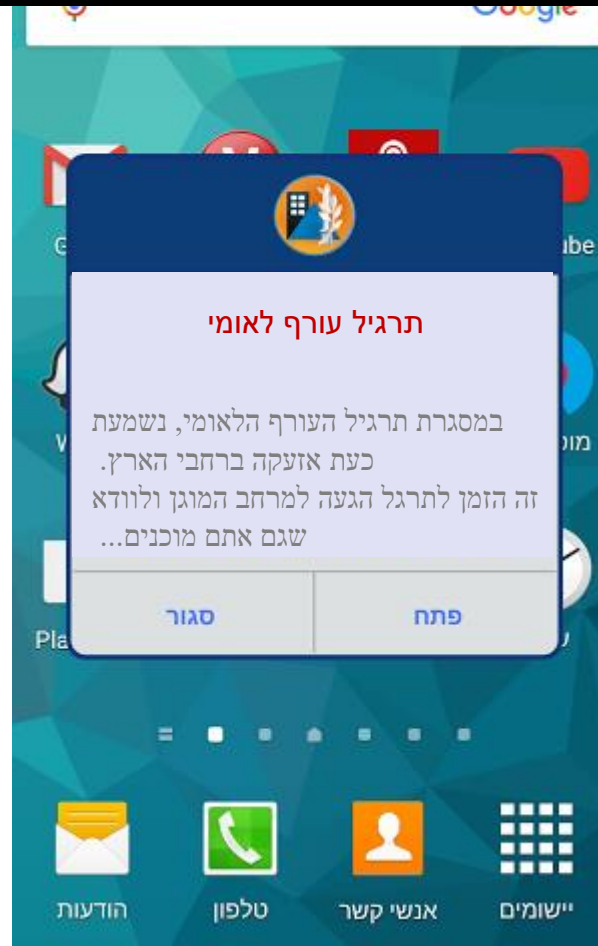 Google
תרגיל עורף לאומי
במסגרת תרגיל העורף הלאומי, נשמעת
כעת אזעקה ברחבי הארץ.
זה הזמן לתרגל הגעה למרחב המוגן ולוודא
שגם אתם מוכנים...
פתח
סגור
יישומים
אנשי קשר
טלפון
הודעות